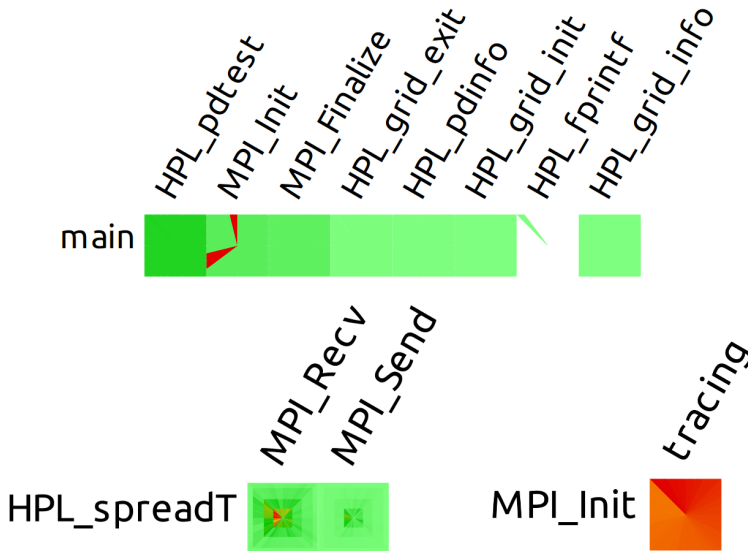 HPL_pdtest
MPI_Init
MPI_Finalize
HPL_grid_exit
HPL_pdinfo
HPL_grid_init
HPL_fprintf
HPL_grid_info
main
MPI_Recv
MPI_Send
tracing
HPL_spreadT
MPI_Init